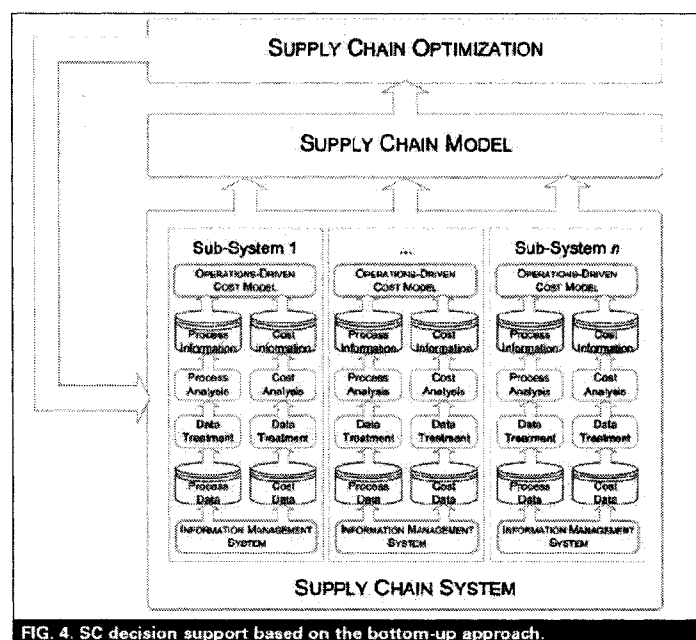 SUPPLY CHAIN OPTIMIZATION
SUPPLY CHAIN MODEL
Sub-System 1
...
Sub-System n
OPERATIONS-DRIVEN
COST MODEL
OPERATIONS-DRIVEN
COST MODEL
OPERATIONS-DRIVEN
COST MODEL
Process
Information
Cost
Information
Process
Information
Cost
Information
Process
Information
Cost
Information
Process
Analysis
Cost
Analysis
Process
Analysis
Cost
Analysis
Process
Analysis
Cost
Analysis
Data
Treatment
Data
Treatment
Data
Treatment
Data
Treatment
Data
Treatment
Data
Treatment
Process
Data
Cost
Data
Process
Data
Cost
Data
Process
Data
Cost
Data
INFORMATION MANAGEMENT
SYSTEM
INFORMATION MANAGEMENT
SYSTEM
INFORMATION MANAGEMENT
SYSTEM
SUPPLY CHAIN SYSTEM
FIG. 4. SC decision support based on the bottom-up approach.